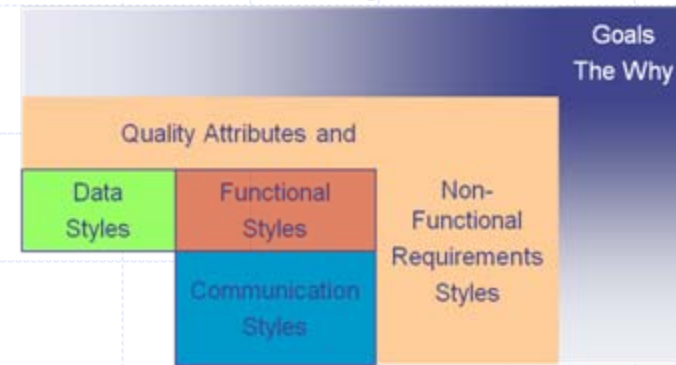 Goals
The Why
Quality Attributes and
Data
Styles
Functional
Styles
Non-
Functional
Requirements
Styles
Communication
Styles